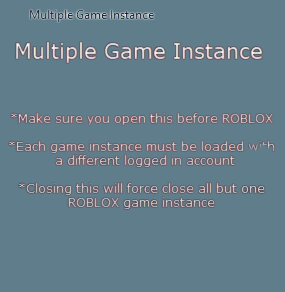 Multiple Game Instance
Multiple Game Instance
*Make sure you open this before ROBLOX
*Each game instance must be loaded with
a different logged in account
*Closing this will force close all but one
ROBLOX game instance